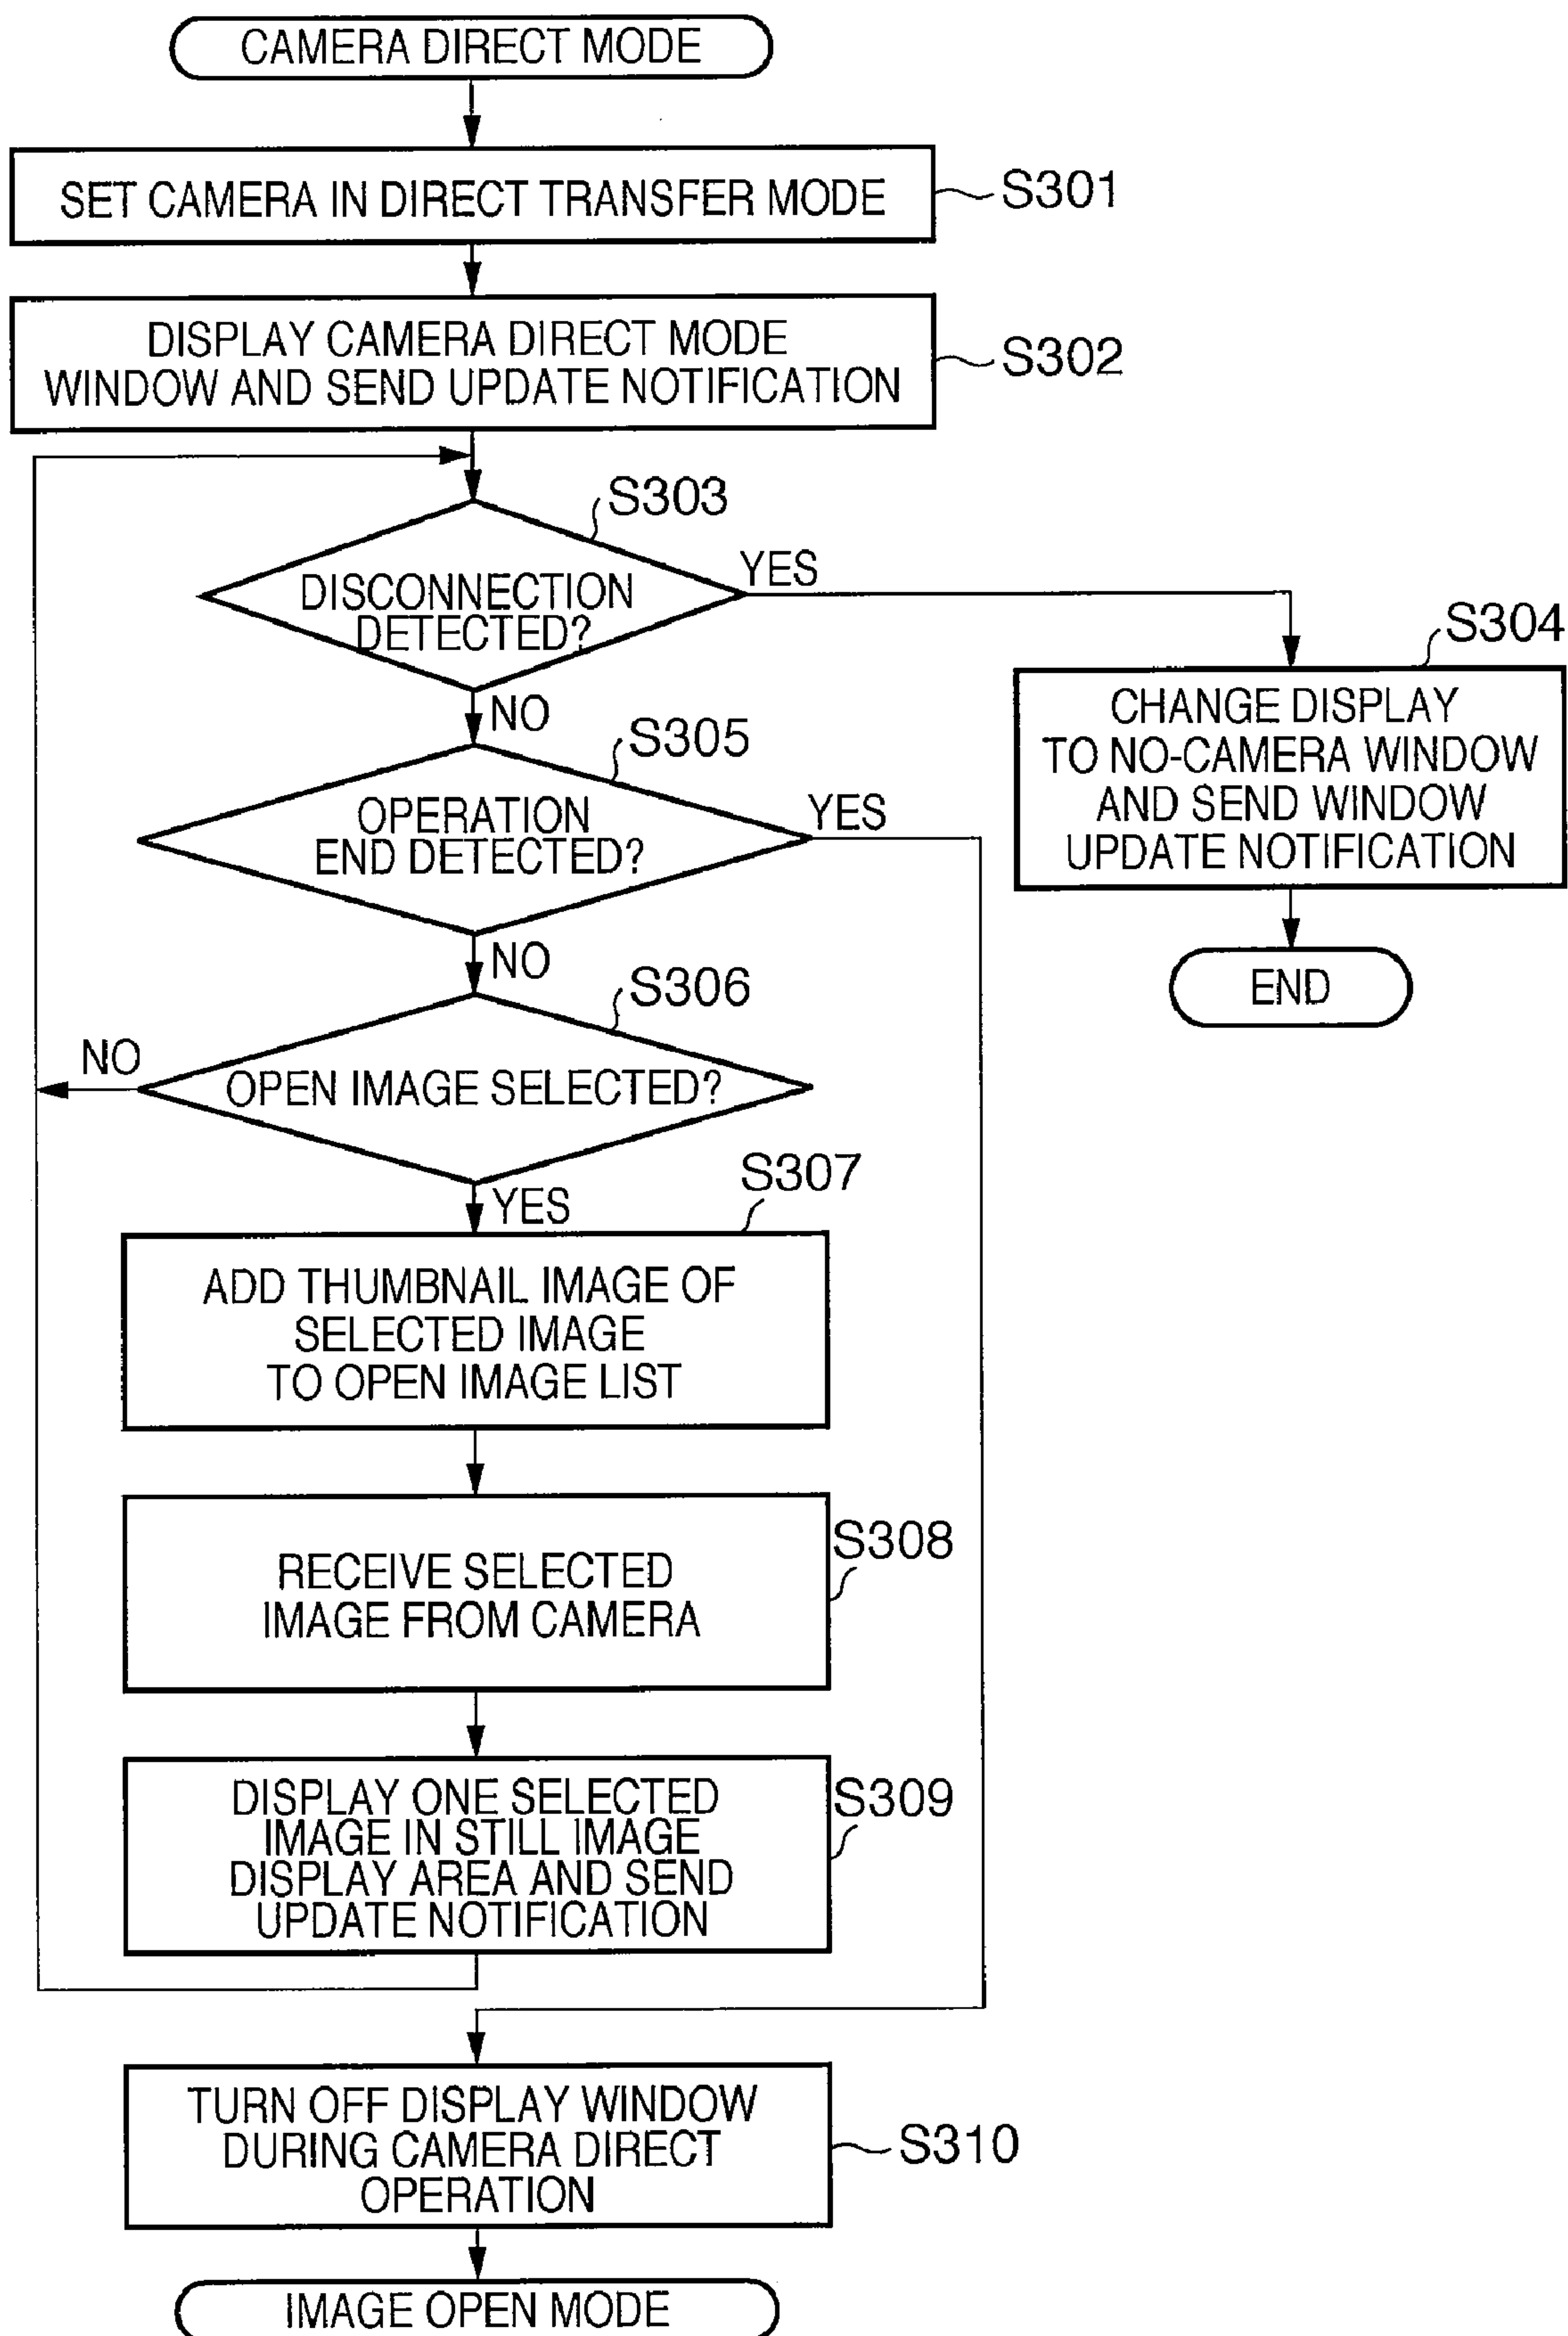 CAMERA DIRECT MODE
SET CAMERA IN DIRECT TRANSFER MODE
S301
DISPLAY CAMERA DIRECT MODE
WINDOW AND SEND UPDATE NOTIFICATION
S302
S303
DISCONNECTION
DETECTED?
YES
NO
S304
CHANGE DISPLAY
TO NO-CAMERA WINDOW
AND SEND WINDOW
UPDATE NOTIFICATION
END
S305
OPERATION
END DETECTED?
YES
NO
S306
OPEN IMAGE SELECTED?
NO
YES
S307
ADD THUMBNAIL IMAGE OF
SELECTED IMAGE
TO OPEN IMAGE LIST
S308
RECEIVE SELECTED
IMAGE FROM CAMERA
S309
DISPLAY ONE SELECTED
IMAGE IN STILL IMAGE
DISPLAY AREA AND SEND
UPDATE NOTIFICATION
TURN OFF DISPLAY WINDOW
DURING CAMERA DIRECT
OPERATION
S310
IMAGE OPEN MODE